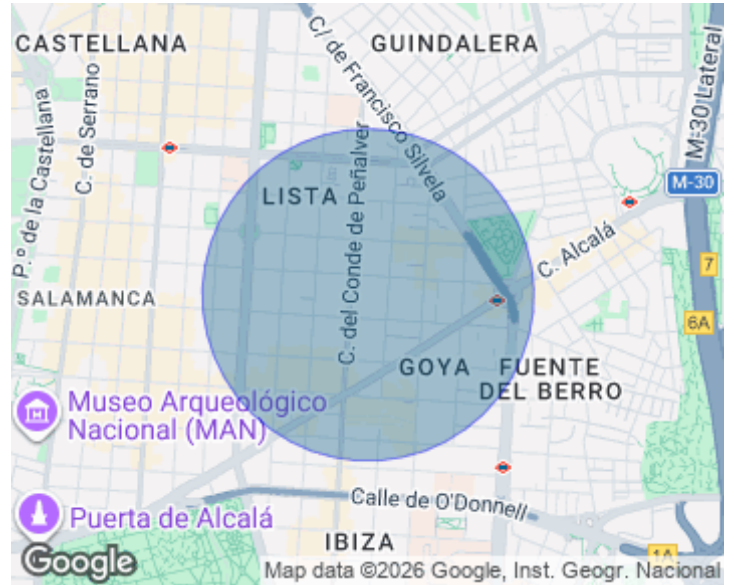 CASTELLANA
C/ de Francisco Silvela
GUINDALERA
C. de Serrano
P.º de la Castellana
M-30 Lateral
M-30
LISTA
C. del Conde de Peñalver
C. Alcalá
7
SALAMANCA
6A
GOYA
FUENTE
DEL BERRO
Museo Arqueológico
Nacional (MAN)
Calle de O'Donnell
Puerta de Alcalá
IBIZA
1A
Google
Map data ©2026 Google, Inst. Geogr. Nacional